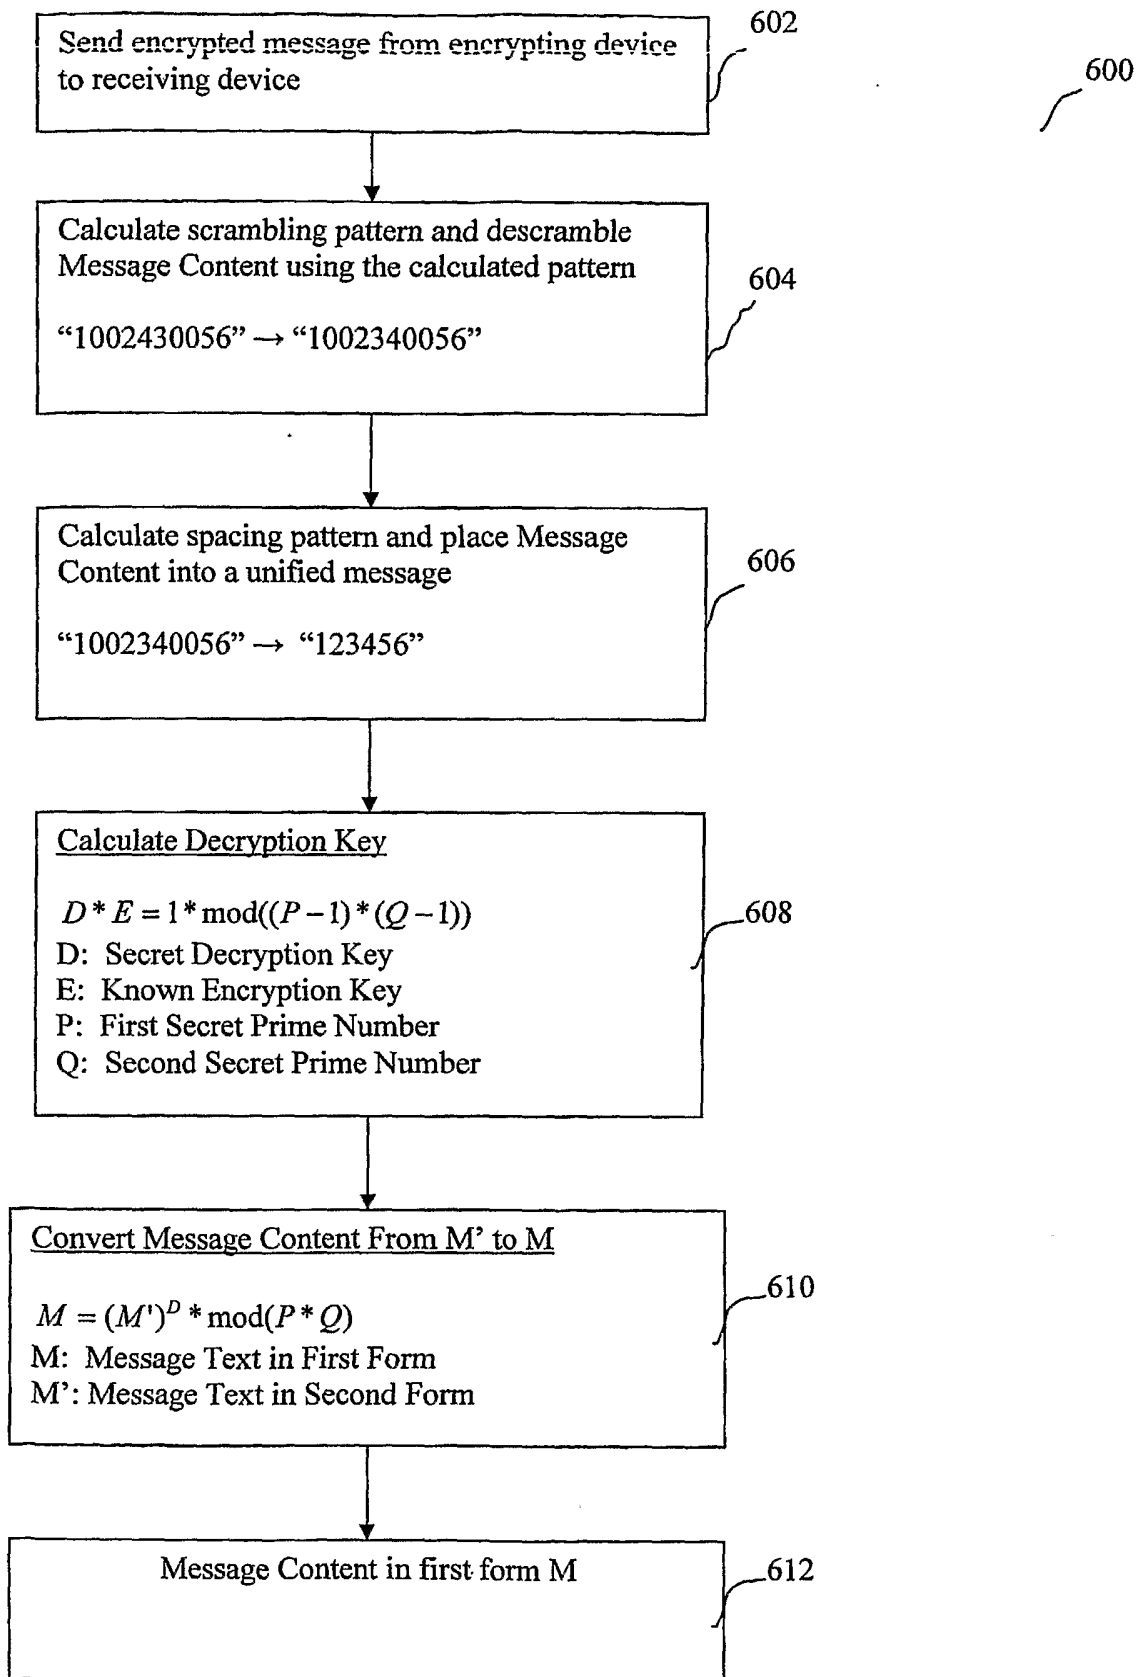 Send encrypted message from encrypting device
to receiving device
602
600
Calculate scrambling pattern and descramble
Message Content using the calculated pattern
“1002430056” → “1002340056”
604
Calculate spacing pattern and place Message
Content into a unified message
“1002340056” → “123456”
606
Calculate Decryption Key
D * E = 1 * mod((P − 1) * (Q − 1))
D: Secret Decryption Key
E: Known Encryption Key
P: First Secret Prime Number
Q: Second Secret Prime Number
608
Convert Message Content From M’ to M
M = (M')^D * mod(P * Q)
M: Message Text in First Form
M’: Message Text in Second Form
610
Message Content in first form M
612